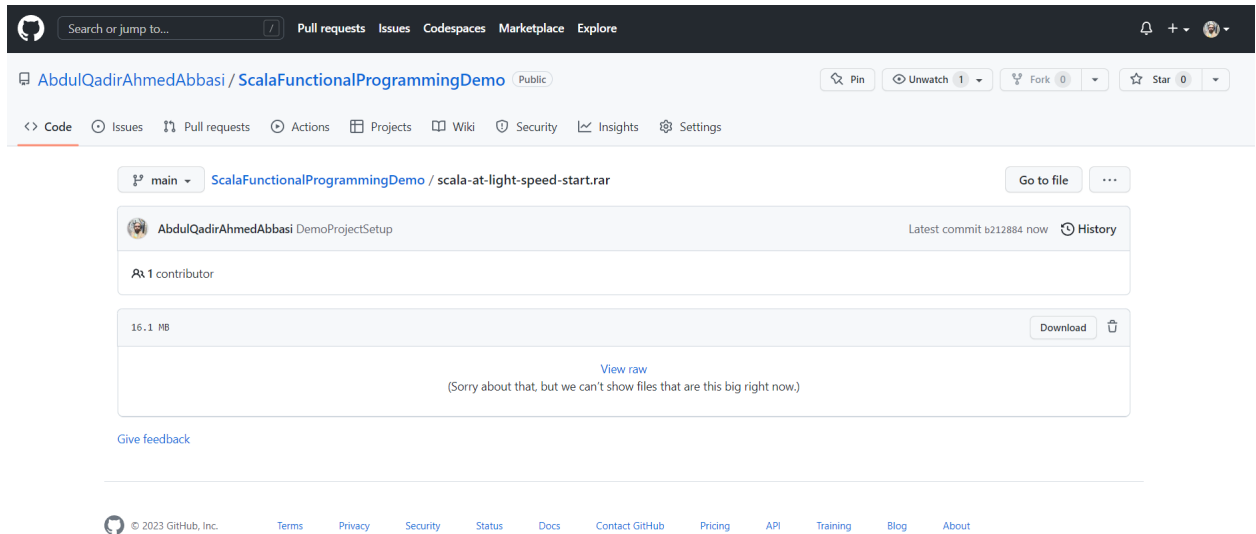 Search or jump to... / Pull requests Issues Codespaces Marketplace Explore
AbdulQadirAhmedAbbasi / ScalaFunctionalProgrammingDemo Public Pin Unwatch 1 Fork 0 Star 0
<> Code Issues Pull requests Actions Projects Wiki Security Insights Settings
main ScalaFunctionalProgrammingDemo / scala-at-light-speed-start.rar Go to file ...
AbdulQadirAhmedAbbasi DemoProjectSetup Latest commit b212884 now History
1 contributor
16.1 MB Download
View raw
(Sorry about that, but we can't show files that are this big right now.)
Give feedback
© 2023 GitHub, Inc. Terms Privacy Security Status Docs Contact GitHub Pricing API Training Blog About